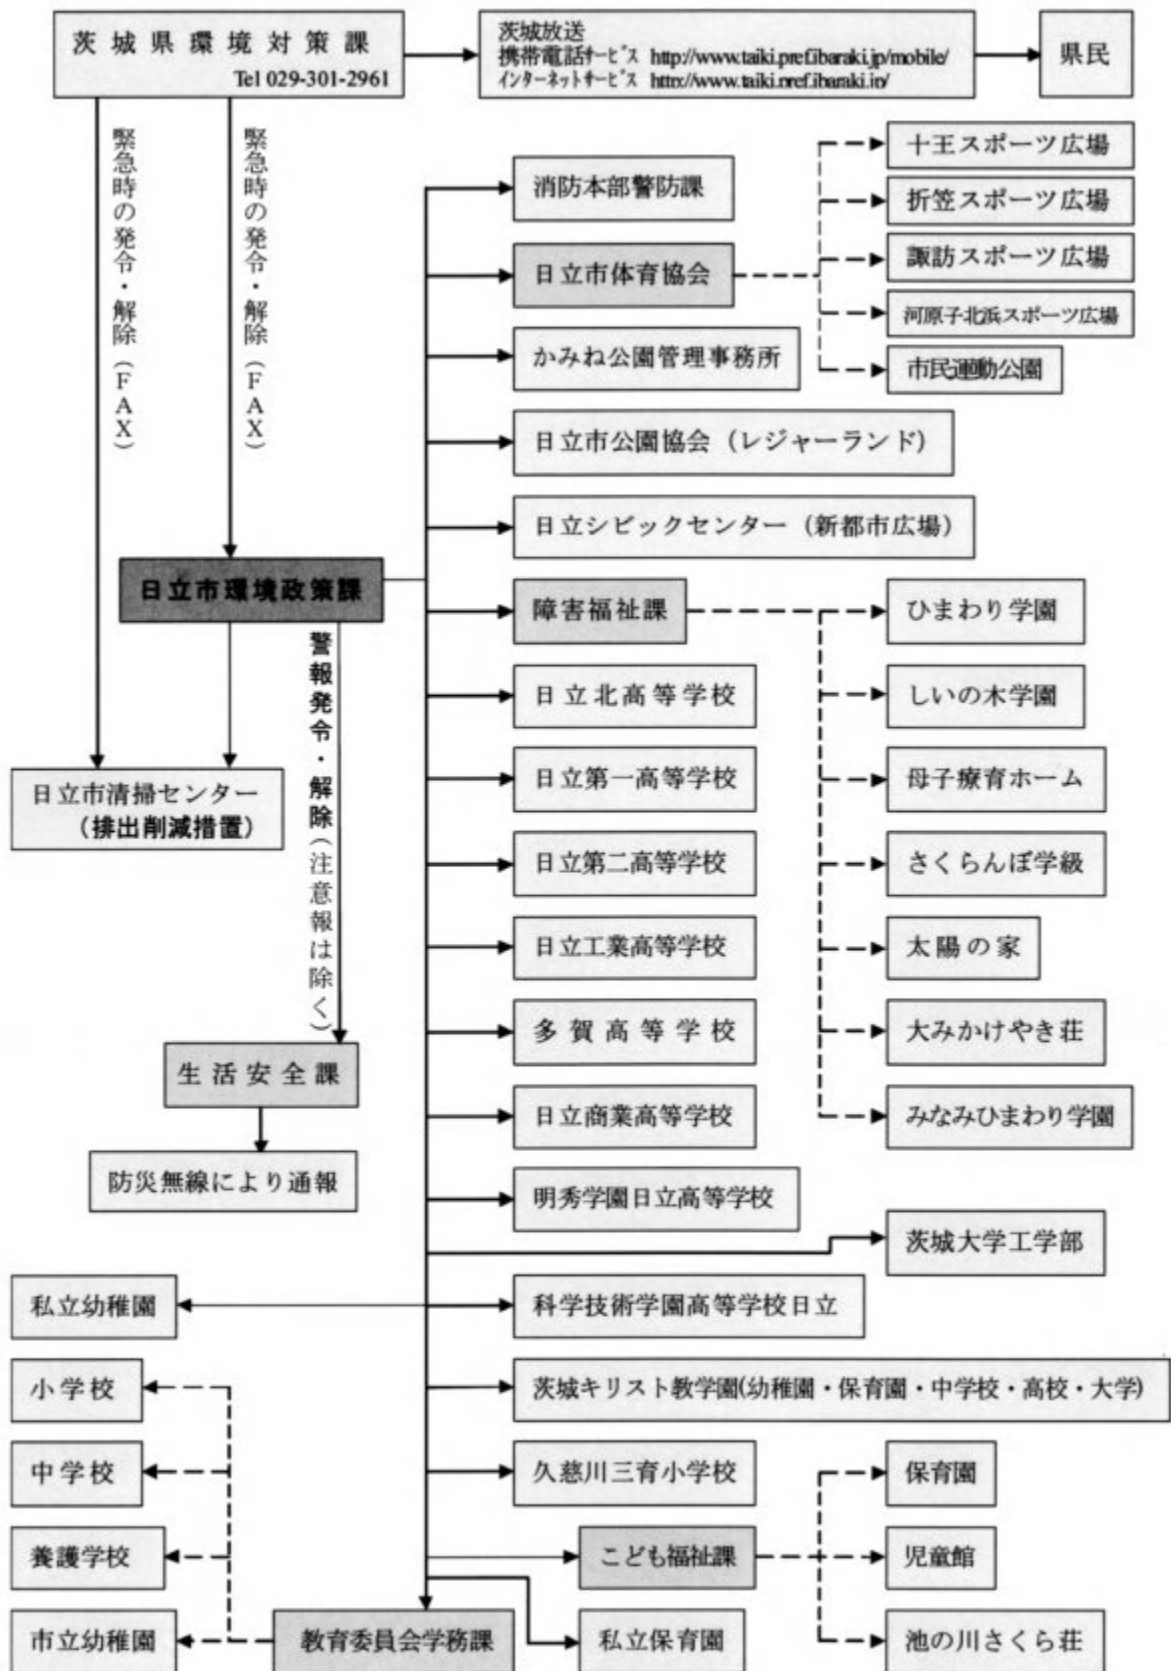 茨城県環境対策課
Tel 029-301-2961
茨城放送
携帯電話サービス http://www.taiki.pref.ibaraki.jp/mobile/
インターネットサービス http://www.taiki.pref.ibaraki.jp/
県民
緊急時の発令・解除(FAX)
緊急時の発令・解除(FAX)
消防本部警防課
日立市体育協会
十王スポーツ広場
折笠スポーツ広場
諏訪スポーツ広場
河原子北浜スポーツ広場
市民運動公園
かみね公園管理事務所
日立市公園協会(レジャーランド)
日立シビックセンター(新都市広場)
日立市環境政策課
障害福祉課
ひまわり学園
しいの木学園
母子療育ホーム
さくらんぼ学級
太陽の家
大みかけやき荘
みなみひまわり学園
警報発令・解除(注意報は除く)
日立市清掃センター
(排出削減措置)
日立北高等学校
日立第一高等学校
日立第二高等学校
日立工業高等学校
多賀高等学校
日立商業高等学校
明秀学園日立高等学校
生活安全課
防災無線により通報
茨城大学工学部
私立幼稚園
科学技術学園高等学校日立
小学校
茨城キリスト教学園(幼稚園・保育園・中学校・高校・大学)
中学校
久慈川三育小学校
保育園
養護学校
こども福祉課
児童館
市立幼稚園
教育委員会学務課
私立保育園
池の川さくら荘